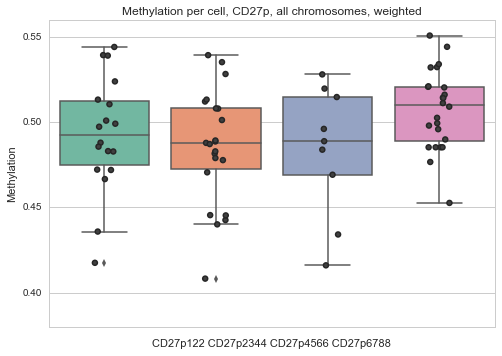 Methylation per cell, CD27p, all chromosomes, weighted
0.55
0.50
0.45
0.40
Methylation
CD27p122 CD27p2344 CD27p4566 CD27p6788